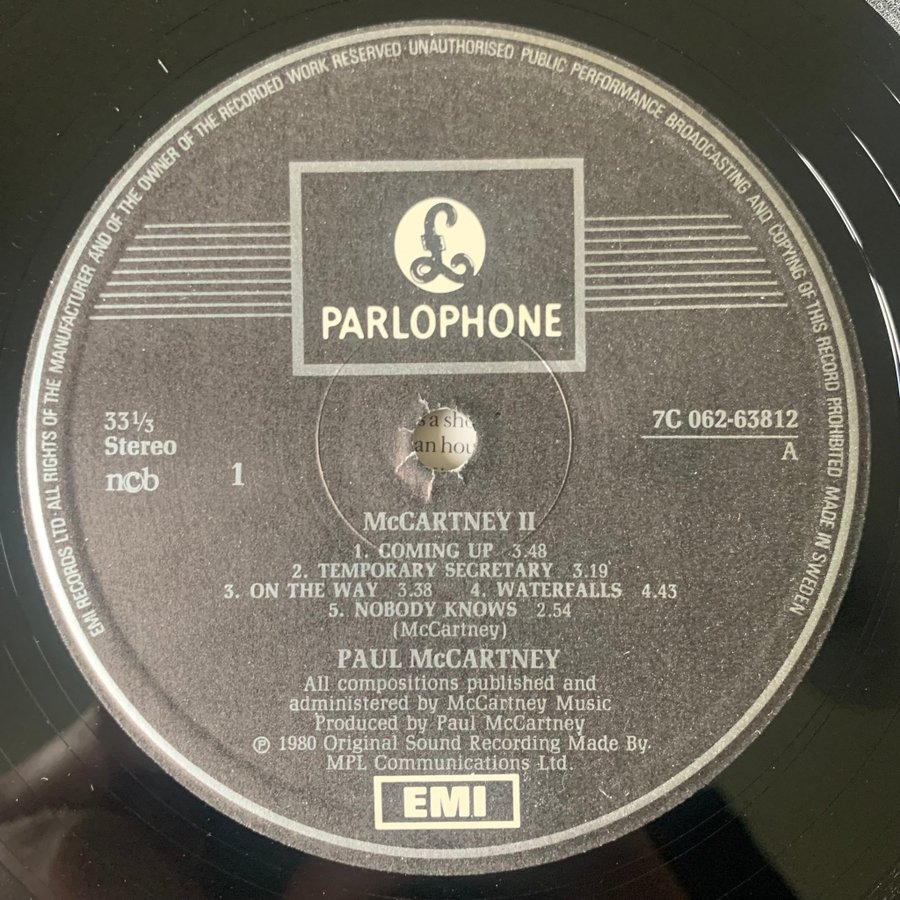 EMI RECORDS LTD·ALL RIGHTS OF THE MANUFACTURER AND OF THE OWNER OF THE RECORDED WORK RESERVED·UNAUTHORISED PUBLIC PERFORMANCE BROADCASTING AND COPYING OF THIS RECORD PROHIBITED MADE IN SWEDEN
£
PARLOPHONE
33⅓
Stereo
ncb
1
7C 062-63812
A
s a sho
an hou
McCARTNEY II
1. COMING UP 3.48
2. TEMPORARY SECRETARY 3.19
3. ON THE WAY 3.38 4. WATERFALLS 4.43
5. NOBODY KNOWS 2.54
(McCartney)
PAUL McCARTNEY
All compositions published and
administered by McCartney Music
Produced by Paul McCartney
℗ 1980 Original Sound Recording Made By.
MPL Communications Ltd.
EMI